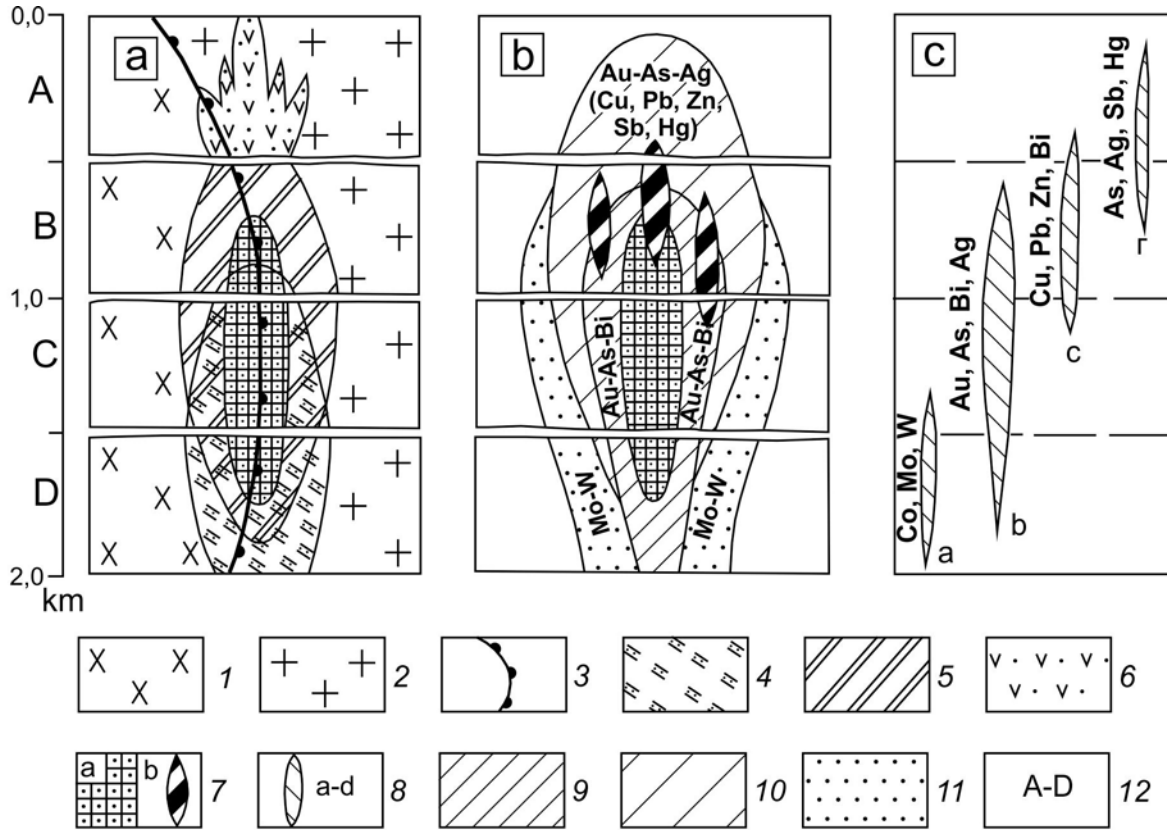 0,0
A
B
1,0
C
D
2,0
km
a
b
Au-As-Ag
(Cu, Pb, Zn,
Sb, Hg)
Au-As-Bi
Au-As-Bi
Mo-W
Mo-W
c
Co, Mo, W
a
Au, As, Bi, Ag
b
Cu, Pb, Zn, Bi
c
As, Ag, Sb, Hg
г
1
2
3
4
5
6
a b 7
a-d 8
9
10
11
A-D 12